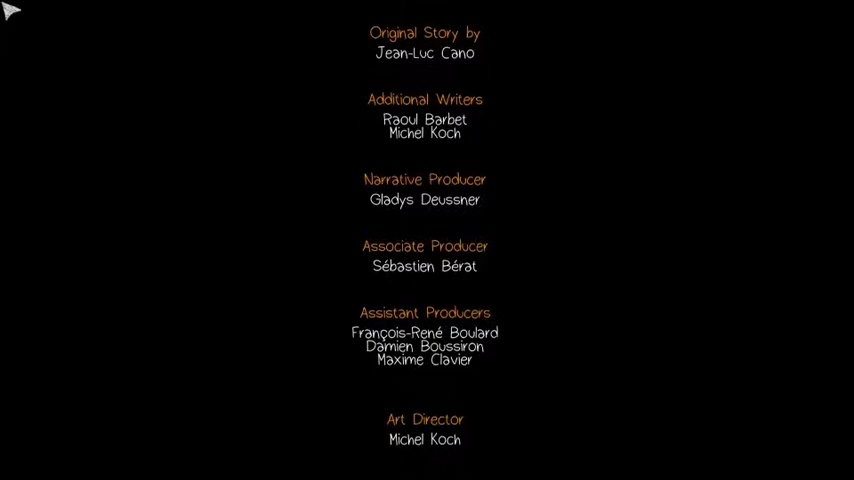 Original Story by
Jean-Luc Cano
Additional Writers
Raoul Barbet
Michel Koch
Narrative Producer
Gladys Deussner
Associate Producer
Sébastien Bérat
Assistant Producers
François-René Boulard
Damien Boussiron
Maxime Clavier
Art Director
Michel Koch